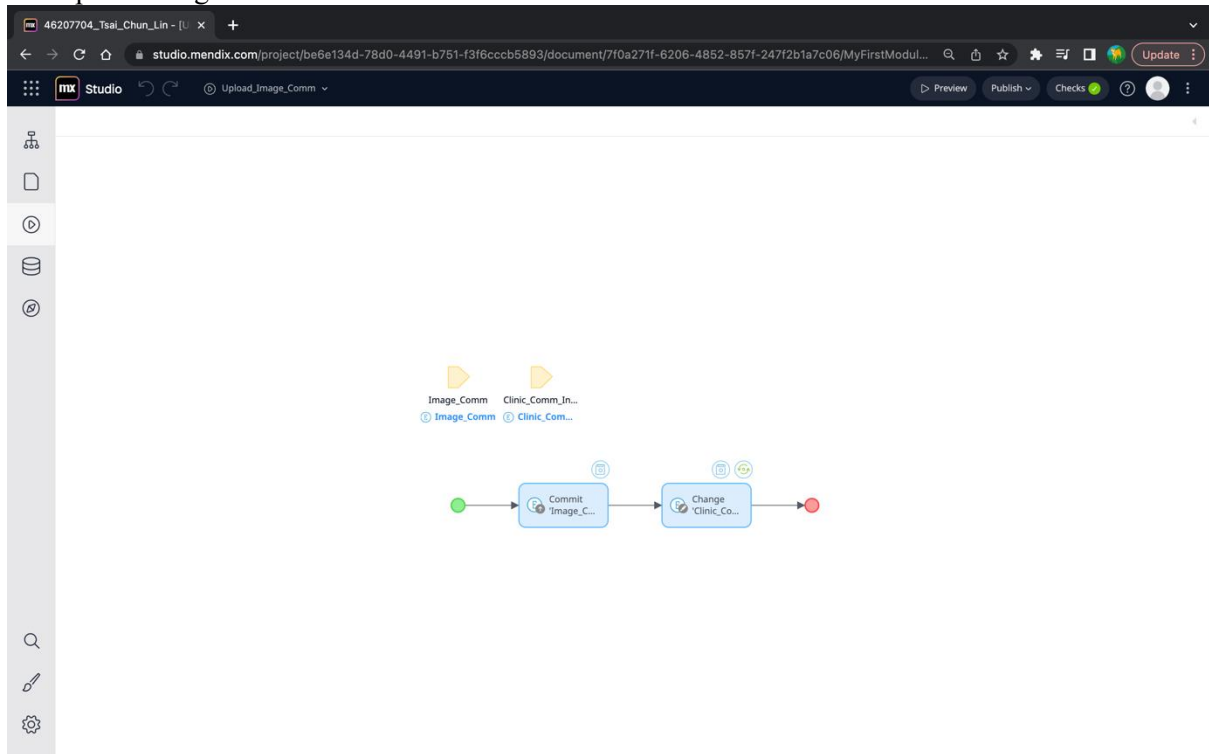 46207704_Tsai_Chun_Lin - [U
studio.mendix.com/project/be6e134d-78d0-4491-b751-f3f6cccb5893/document/7f0a271f-6206-4852-857f-247f2b1a7c06/MyFirstModul...
Update
mx Studio
Upload_Image_Comm
Preview
Publish
Checks
Image_Comm
Clinic_Comm_In...
Image_Comm
Clinic_Com...
Commit
'Image_C...
Change
'Clinic_Co...